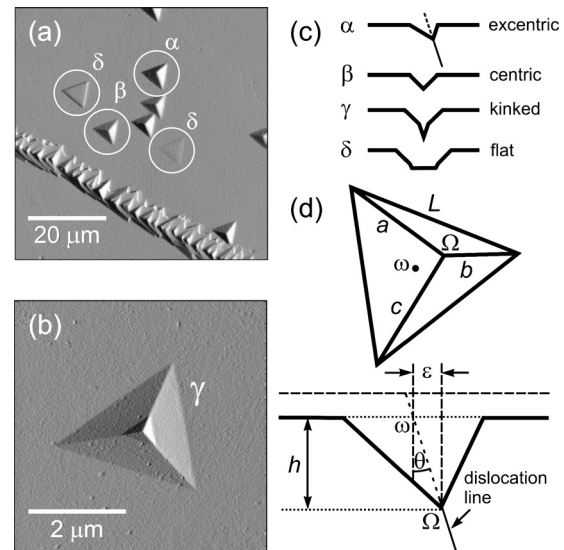 (a)
α
δ
β
δ
20 μm
(b)
γ
2 μm
(c)
α excentric
β centric
γ kinked
δ flat
(d)
L
a
Ω
ω
b
c
ε
ω
h
θ
dislocation
line
Ω